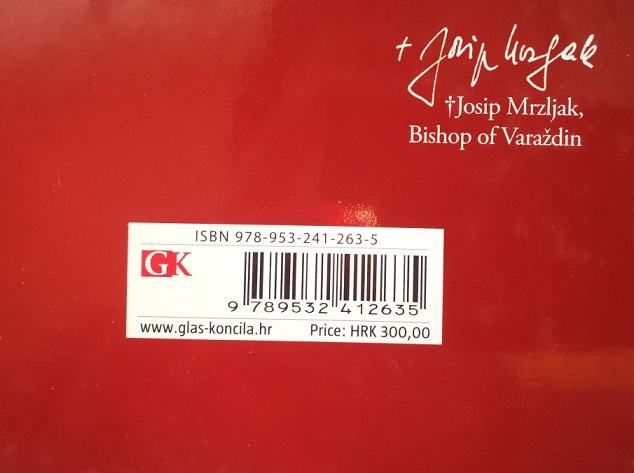 + Josip Mrzljak
†Josip Mrzljak,
Bishop of Varaždin
ISBN 978-953-241-263-5
GK
9 789532 412635
www.glas-koncila.hr Price: HRK 300,00